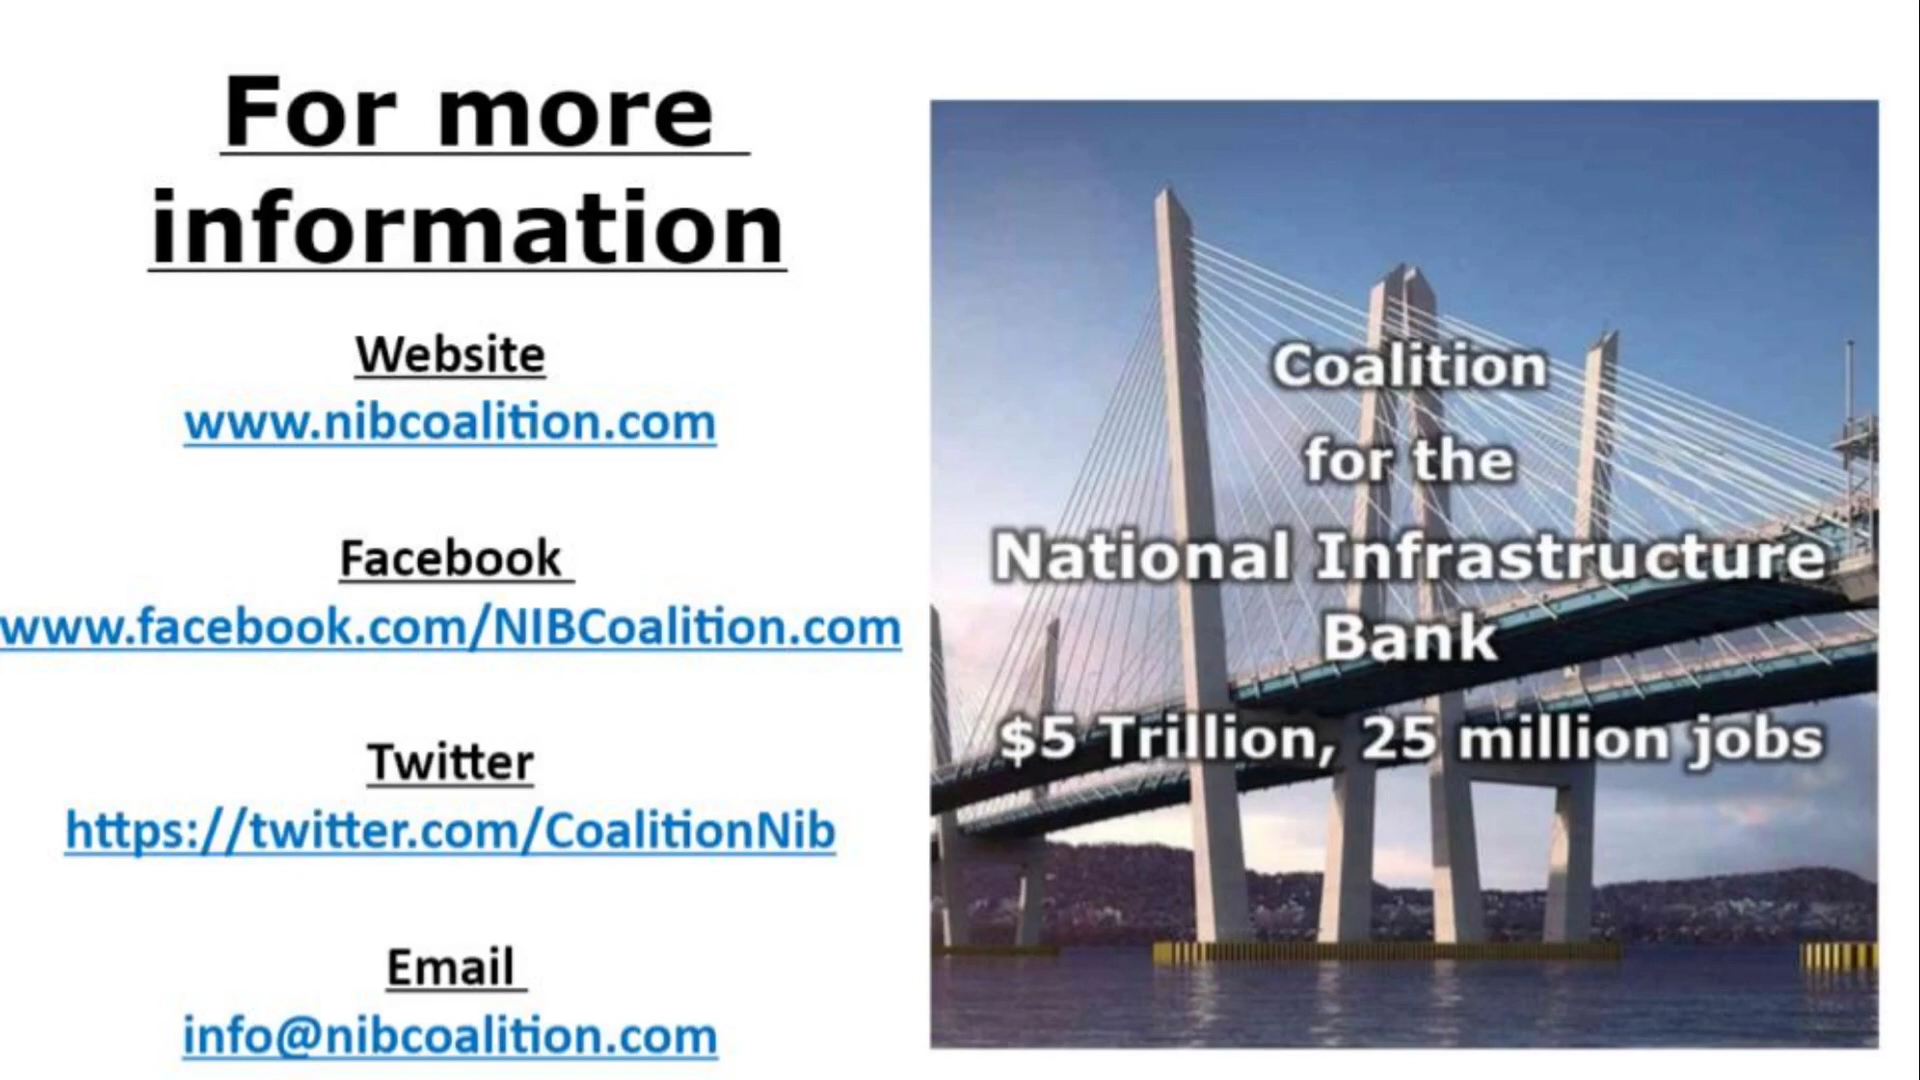 For more
information
Website
www.nibcoalition.com
Facebook
www.facebook.com/NIBCoalition.com
Twitter
https://twitter.com/CoalitionNib
Email
info@nibcoalition.com
Coalition
for the
National Infrastructure
Bank
$5 Trillion, 25 million jobs